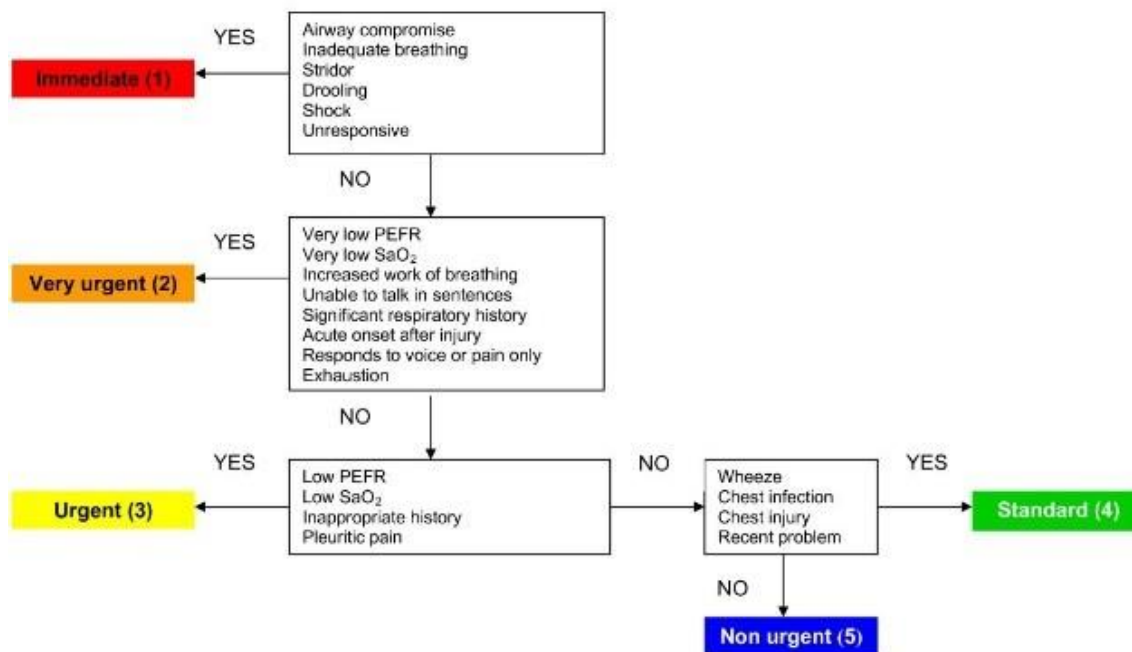 YES
Airway compromise
Inadequate breathing
Stridor
Drooling
Shock
Unresponsive
Immediate (1)
NO
YES
Very low PEFR
Very low SaO₂
Increased work of breathing
Unable to talk in sentences
Significant respiratory history
Acute onset after injury
Responds to voice or pain only
Exhaustion
Very urgent (2)
NO
YES
Low PEFR
Low SaO₂
Inappropriate history
Pleuritic pain
Urgent (3)
NO
Wheeze
Chest infection
Chest injury
Recent problem
YES
Standard (4)
NO
Non urgent (5)